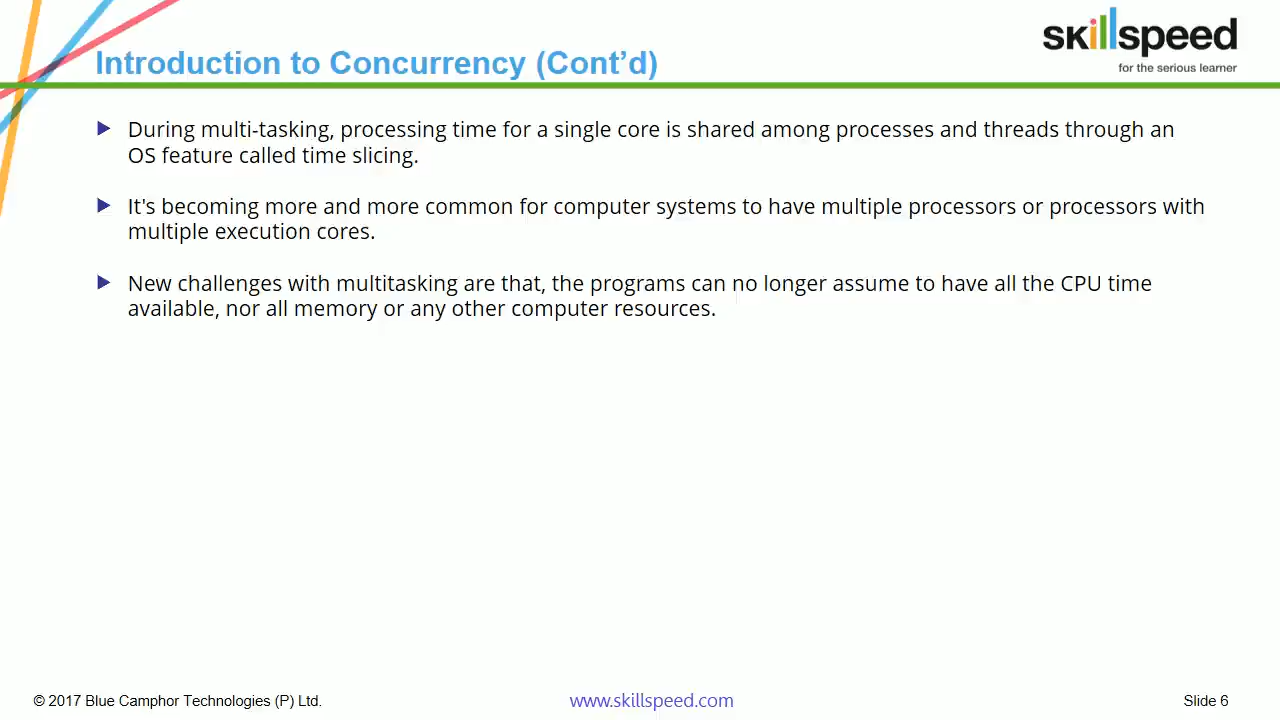 skillspeed
for the serious learner
Introduction to Concurrency (Cont’d)
During multi-tasking, processing time for a single core is shared among processes and threads through an
OS feature called time slicing.
It's becoming more and more common for computer systems to have multiple processors or processors with
multiple execution cores.
New challenges with multitasking are that, the programs can no longer assume to have all the CPU time
available, nor all memory or any other computer resources.
© 2017 Blue Camphor Technologies (P) Ltd.
www.skillspeed.com
Slide 6